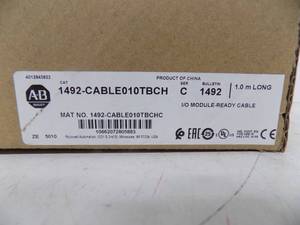 4013943803
AB
CAT
1492-CABLE010TBCH
MAT NO. 1492-CABLE010TBCHC
10662072805883
PRODUCT OF CHINA
SER
C
BULLETIN
1492
1.0 m LONG
I/O MODULE-READY CABLE